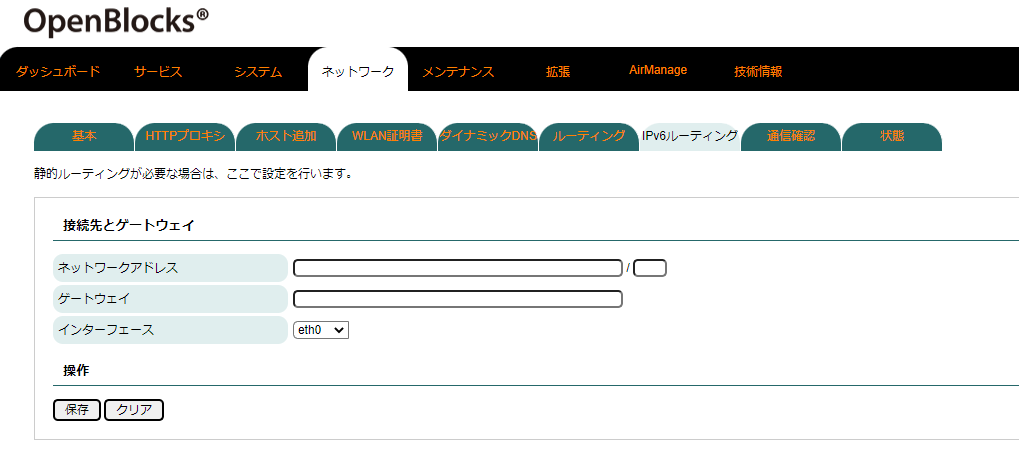 OpenBlocks®
ダッシュボード サービス システム ネットワーク メンテナンス 拡張 AirManage 技術情報
基本 HTTPプロキシ ホスト追加 WLAN証明書 ダイナミックDNS ルーティング IPv6ルーティング 通信確認 状態
静的ルーティングが必要な場合は、ここで設定を行います。
接続先とゲートウェイ
ネットワークアドレス /
ゲートウェイ
インターフェース eth0
操作
保存 クリア